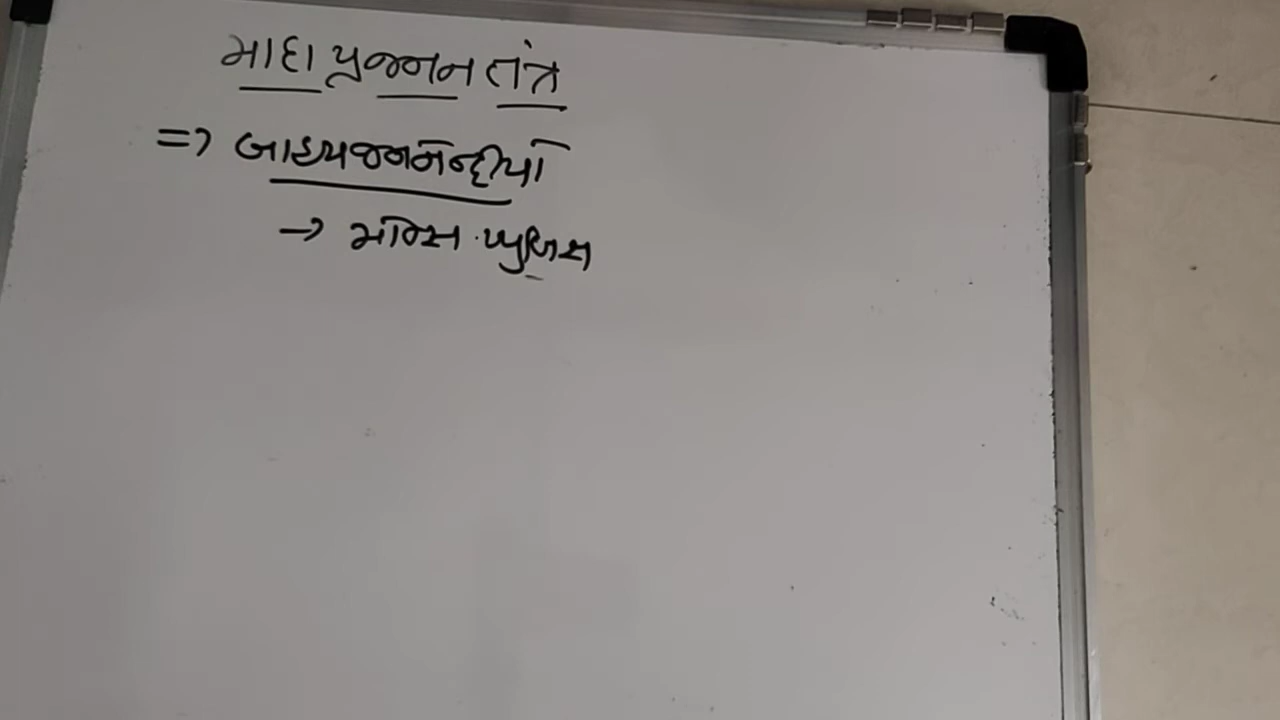 માદા પ્રજનન તંત્ર
=> બાહ્યજનનેન્દ્રીયો
→ મોન્સ પ્યુબિસ